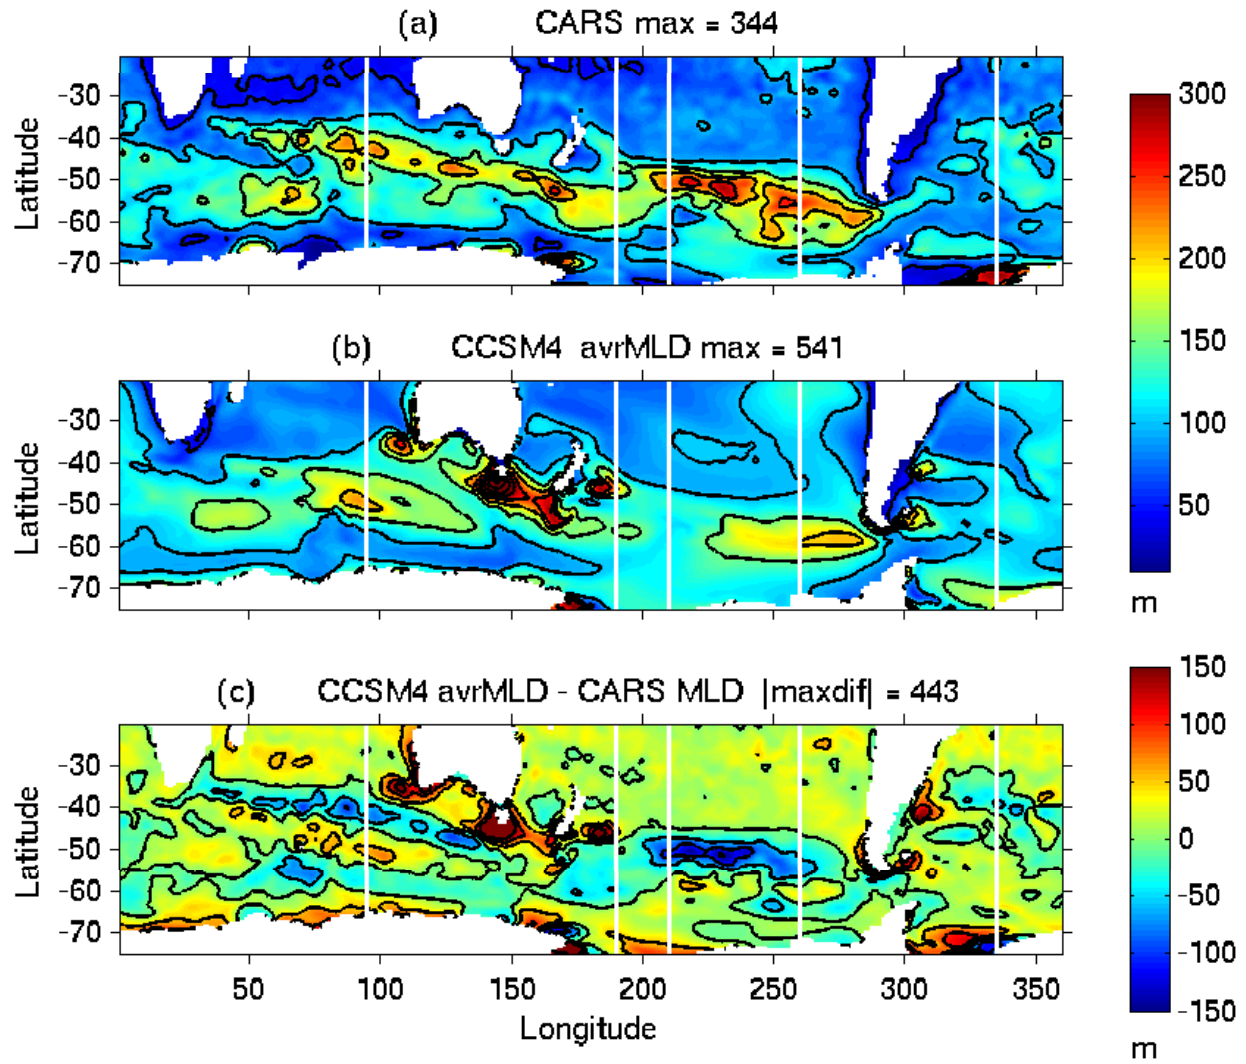 (a) CARS max = 344
-30
-40
-50
-60
-70
Latitude
300
250
200
150
100
50
m
(b) CCSM4 avrMLD max = 541
-30
-40
-50
-60
-70
Latitude
(c) CCSM4 avrMLD - CARS MLD |maxdif| = 443
-30
-40
-50
-60
-70
Latitude
150
100
50
0
-50
-100
-150
m
50 100 150 200 250 300 350
Longitude